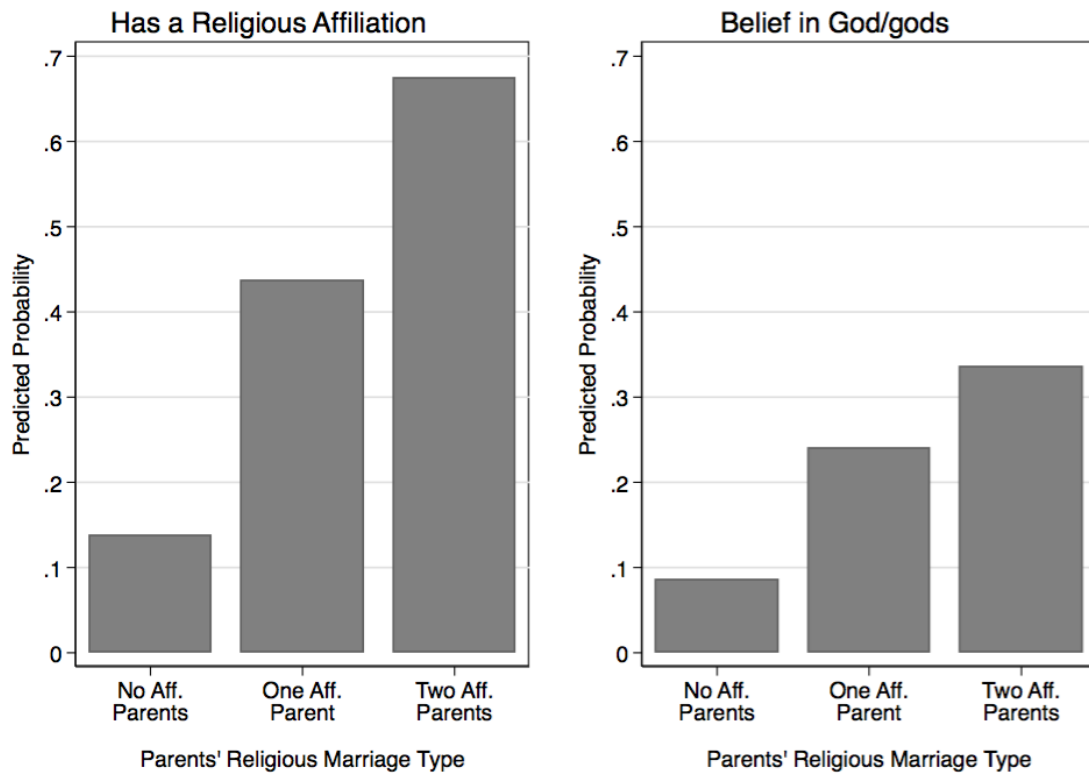 Has a Religious Affiliation
Predicted Probability
.7
.6
.5
.4
.3
.2
.1
0
No Aff.
Parents
One Aff.
Parent
Two Aff.
Parents
Parents' Religious Marriage Type
Belief in God/gods
Predicted Probability
.7
.6
.5
.4
.3
.2
.1
0
No Aff.
Parents
One Aff.
Parent
Two Aff.
Parents
Parents' Religious Marriage Type